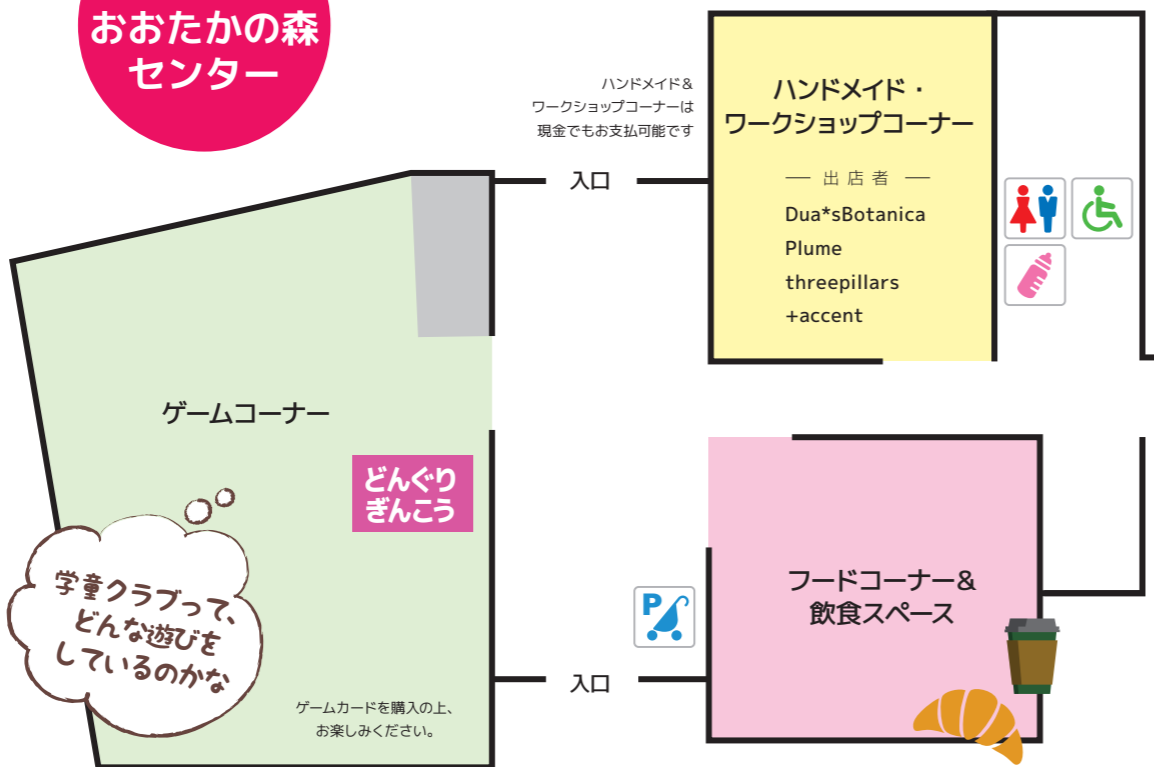 おおたかの森
センター
ハンドメイド&
ワークショップコーナーは
現金でもお支払可能です
ハンドメイド・
ワークショップコーナー
― 出店者 ―
Dua*sBotanica
Plume
threepillars
+accent
入口
ゲームコーナー
どんぐり
ぎんこう
学童クラブって、
どんな遊びを
しているのかな
ゲームカードを購入の上、
お楽しみください。
P
入口
フードコーナー&
飲食スペース